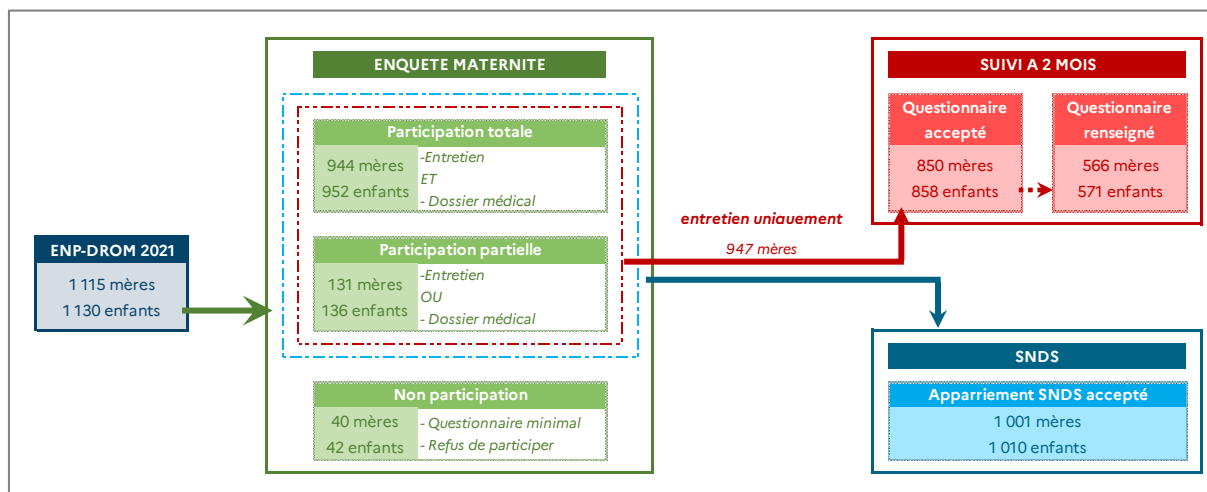 ENP-DROM 2021
1 115 mères
1 130 enfants
ENQUETE MATERNITE
Participation totale
944 mères
952 enfants
-Entretien
ET
- Dossier médical
Participation partielle
131 mères
136 enfants
-Entretien
OU
- Dossier médical
Non participation
40 mères
42 enfants
- Questionnaire minimal
- Refus de participer
entretien uniquement
947 mères
SUIVI A 2 MOIS
Questionnaire
accepté
850 mères
858 enfants
Questionnaire
renseigné
566 mères
571 enfants
SNDS
Apparriement SNDS accepté
1 001 mères
1 010 enfants